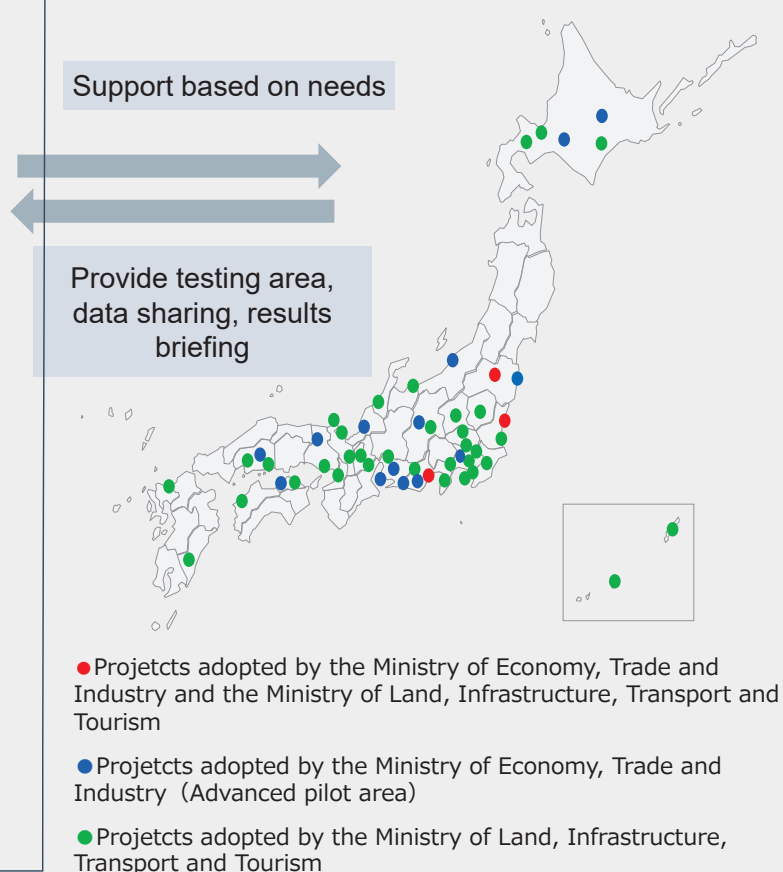 Support based on needs
Provide testing area,
data sharing, results
briefing
●Projetcts adopted by the Ministry of Economy, Trade and
Industry and the Ministry of Land, Infrastructure, Transport and
Tourism
●Projetcts adopted by the Ministry of Economy, Trade and
Industry（Advanced pilot area）
●Projetcts adopted by the Ministry of Land, Infrastructure,
Transport and Tourism